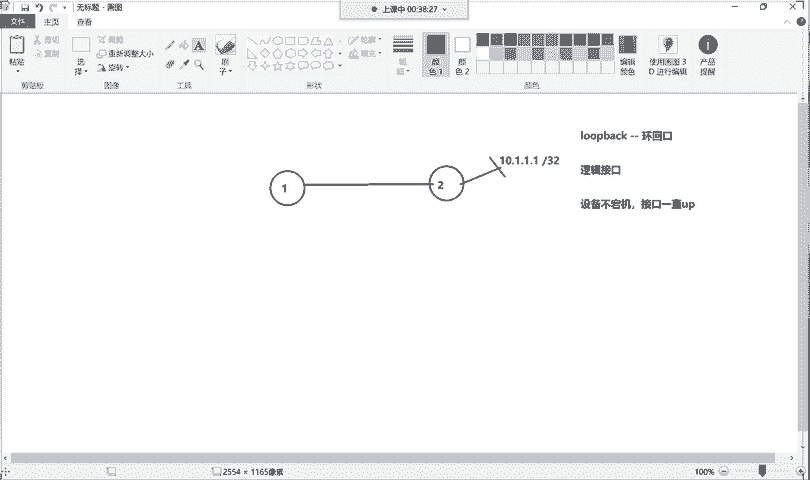 上课中 00:38:27
无标题 - 画图
文件 主页 查看
粘贴
剪切
复制
剪贴板
选择
裁剪
重新调整大小
旋转
图像
A
工具
刷子
轮廓
填充
形状
粗细
颜色 1
颜色 2
颜色
编辑颜色
使用画图 3D 进行编辑
产品提醒
loopback -- 环回口
10.1.1.1 /32
逻辑接口
1
2
设备不宕机，接口一直up
2554 × 1165像素
100%